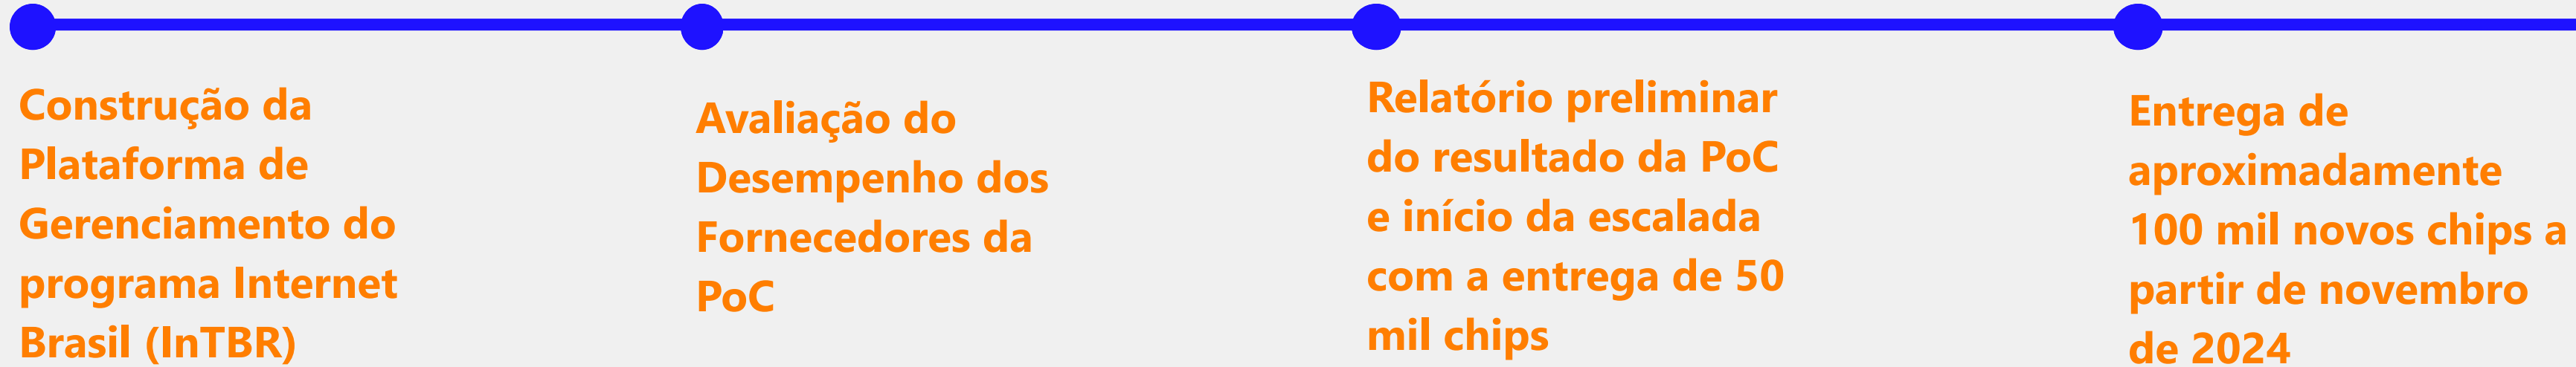 Construção da
Plataforma de
Gerenciamento do
programa Internet
Brasil (InTBR)
Avaliação do
Desempenho dos
Fornecedores da
PoC
Relatório preliminar
do resultado da PoC
e início da escalada
com a entrega de 50
mil chips
Entrega de
aproximadamente
100 mil novos chips a
partir de novembro
de 2024